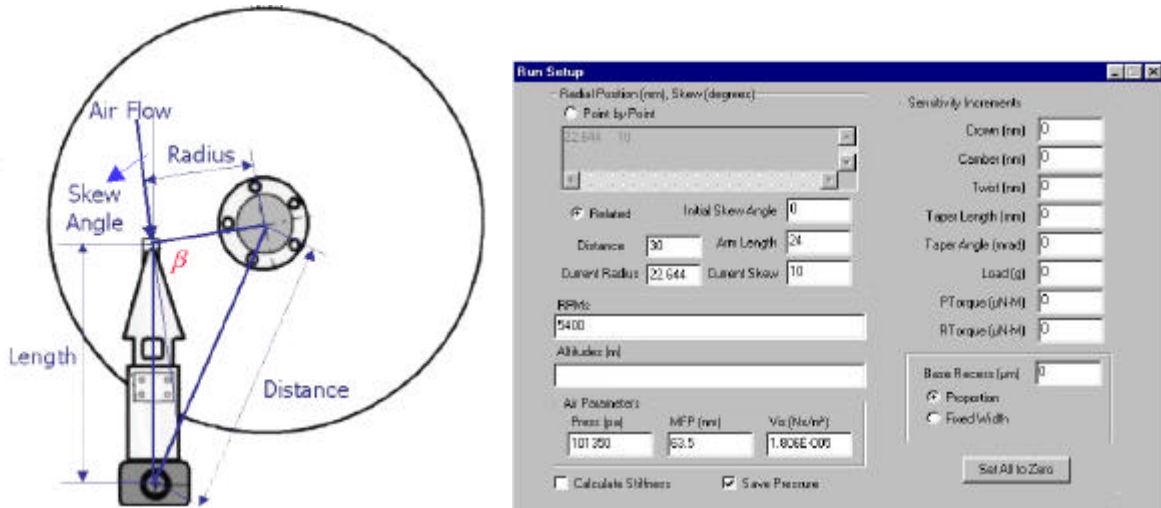 Air Flow
Radius
Skew
Angle
β
Length
Distance
Run Setup
Radial Position (mm), Skew (degrees)
Point by Point
22.644 10
Related
Initial Skew Angle 0
Distance 30
Arm Length 24
Current Radius 22.644
Current Skew 10
RPMs
5400
Altitudes (m)
Air Parameters
Press (pa) MFP (nm) Vis (Ns/m²)
101350 63.5 1.806E-005
Calculate Stiffness
Save Pressure
Sensitivity Increments
Crown (nm) 0
Camber (nm) 0
Twist (nm) 0
Taper Length (mm) 0
Taper Angle (mrad) 0
Load (g) 0
PTorque (μN-M) 0
RTorque (μN-M) 0
Base Recess (μm) 0
Proportion
Fixed Width
Set All to Zero